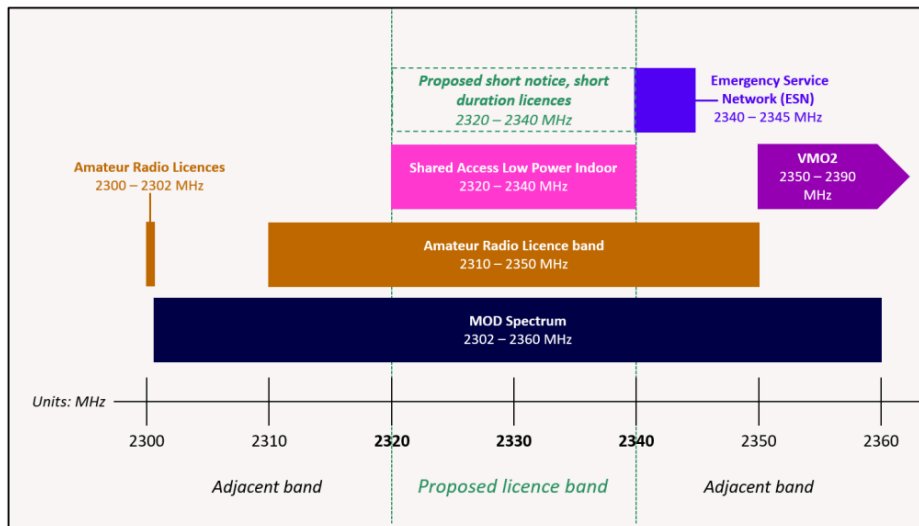 Proposed short notice, short
duration licences
2320 – 2340 MHz
Emergency Service
Network (ESN)
2340 – 2345 MHz
Amateur Radio Licences
2300 – 2302 MHz
Shared Access Low Power Indoor
2320 – 2340 MHz
VMO2
2350 – 2390
MHz
Amateur Radio Licence band
2310 – 2350 MHz
MOD Spectrum
2302 – 2360 MHz
Units: MHz
2300 2310 2320 2330 2340 2350 2360
Adjacent band Proposed licence band Adjacent band